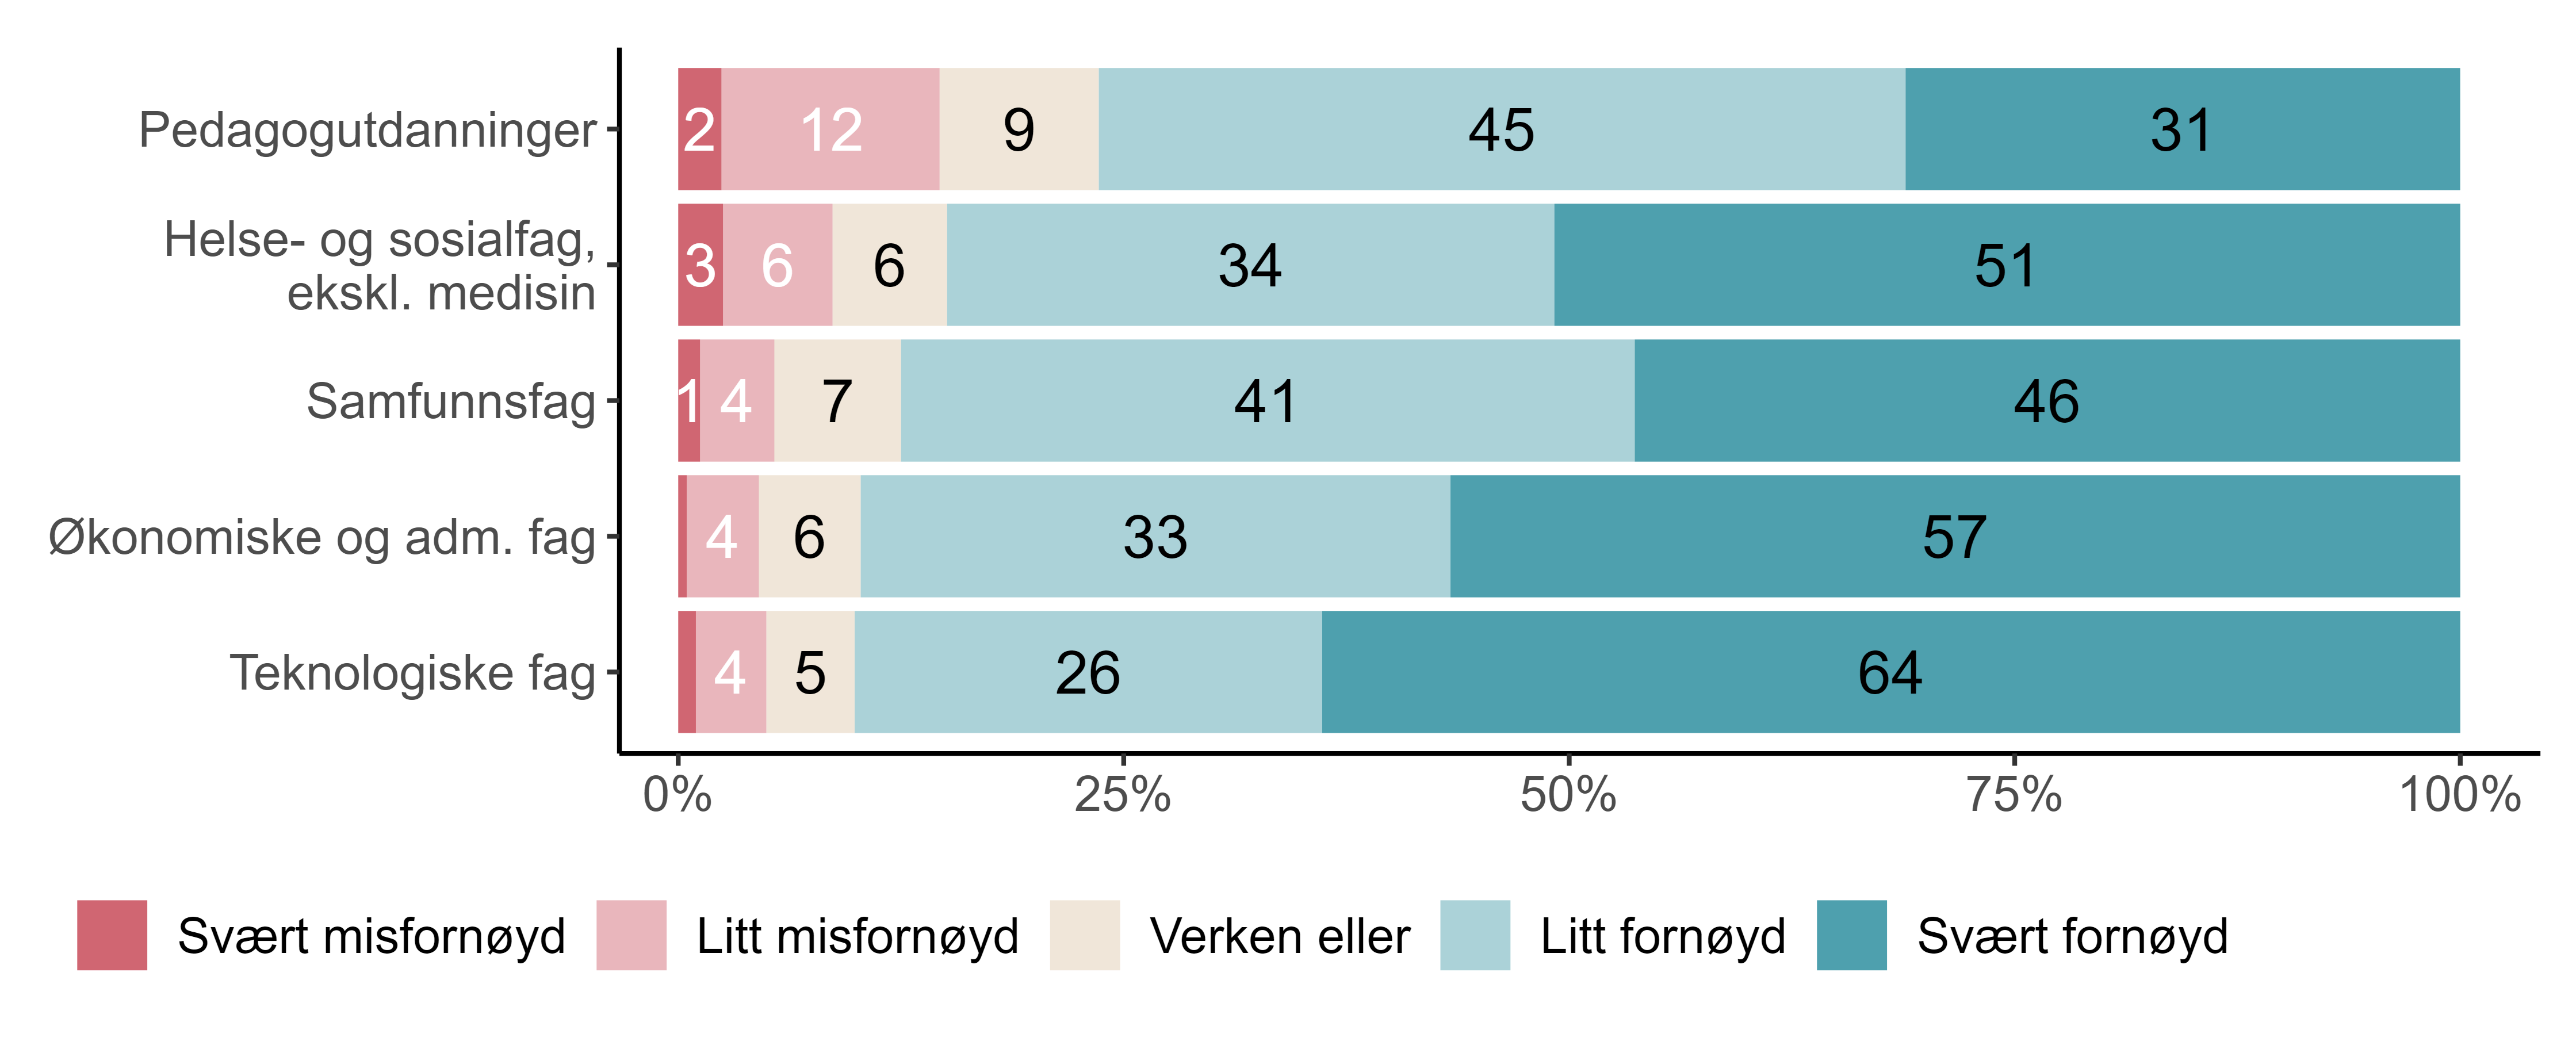 Pedagogutdanninger
2 12 9 45 31
Helse- og sosialfag,
ekskl. medisin
3 6 6 34 51
Samfunnsfag
1 4 7 41 46
Økonomiske og adm. fag
4 6 33 57
Teknologiske fag
4 5 26 64
0% 25% 50% 75% 100%
Svært misfornøyd Litt misfornøyd Verken eller Litt fornøyd Svært fornøyd